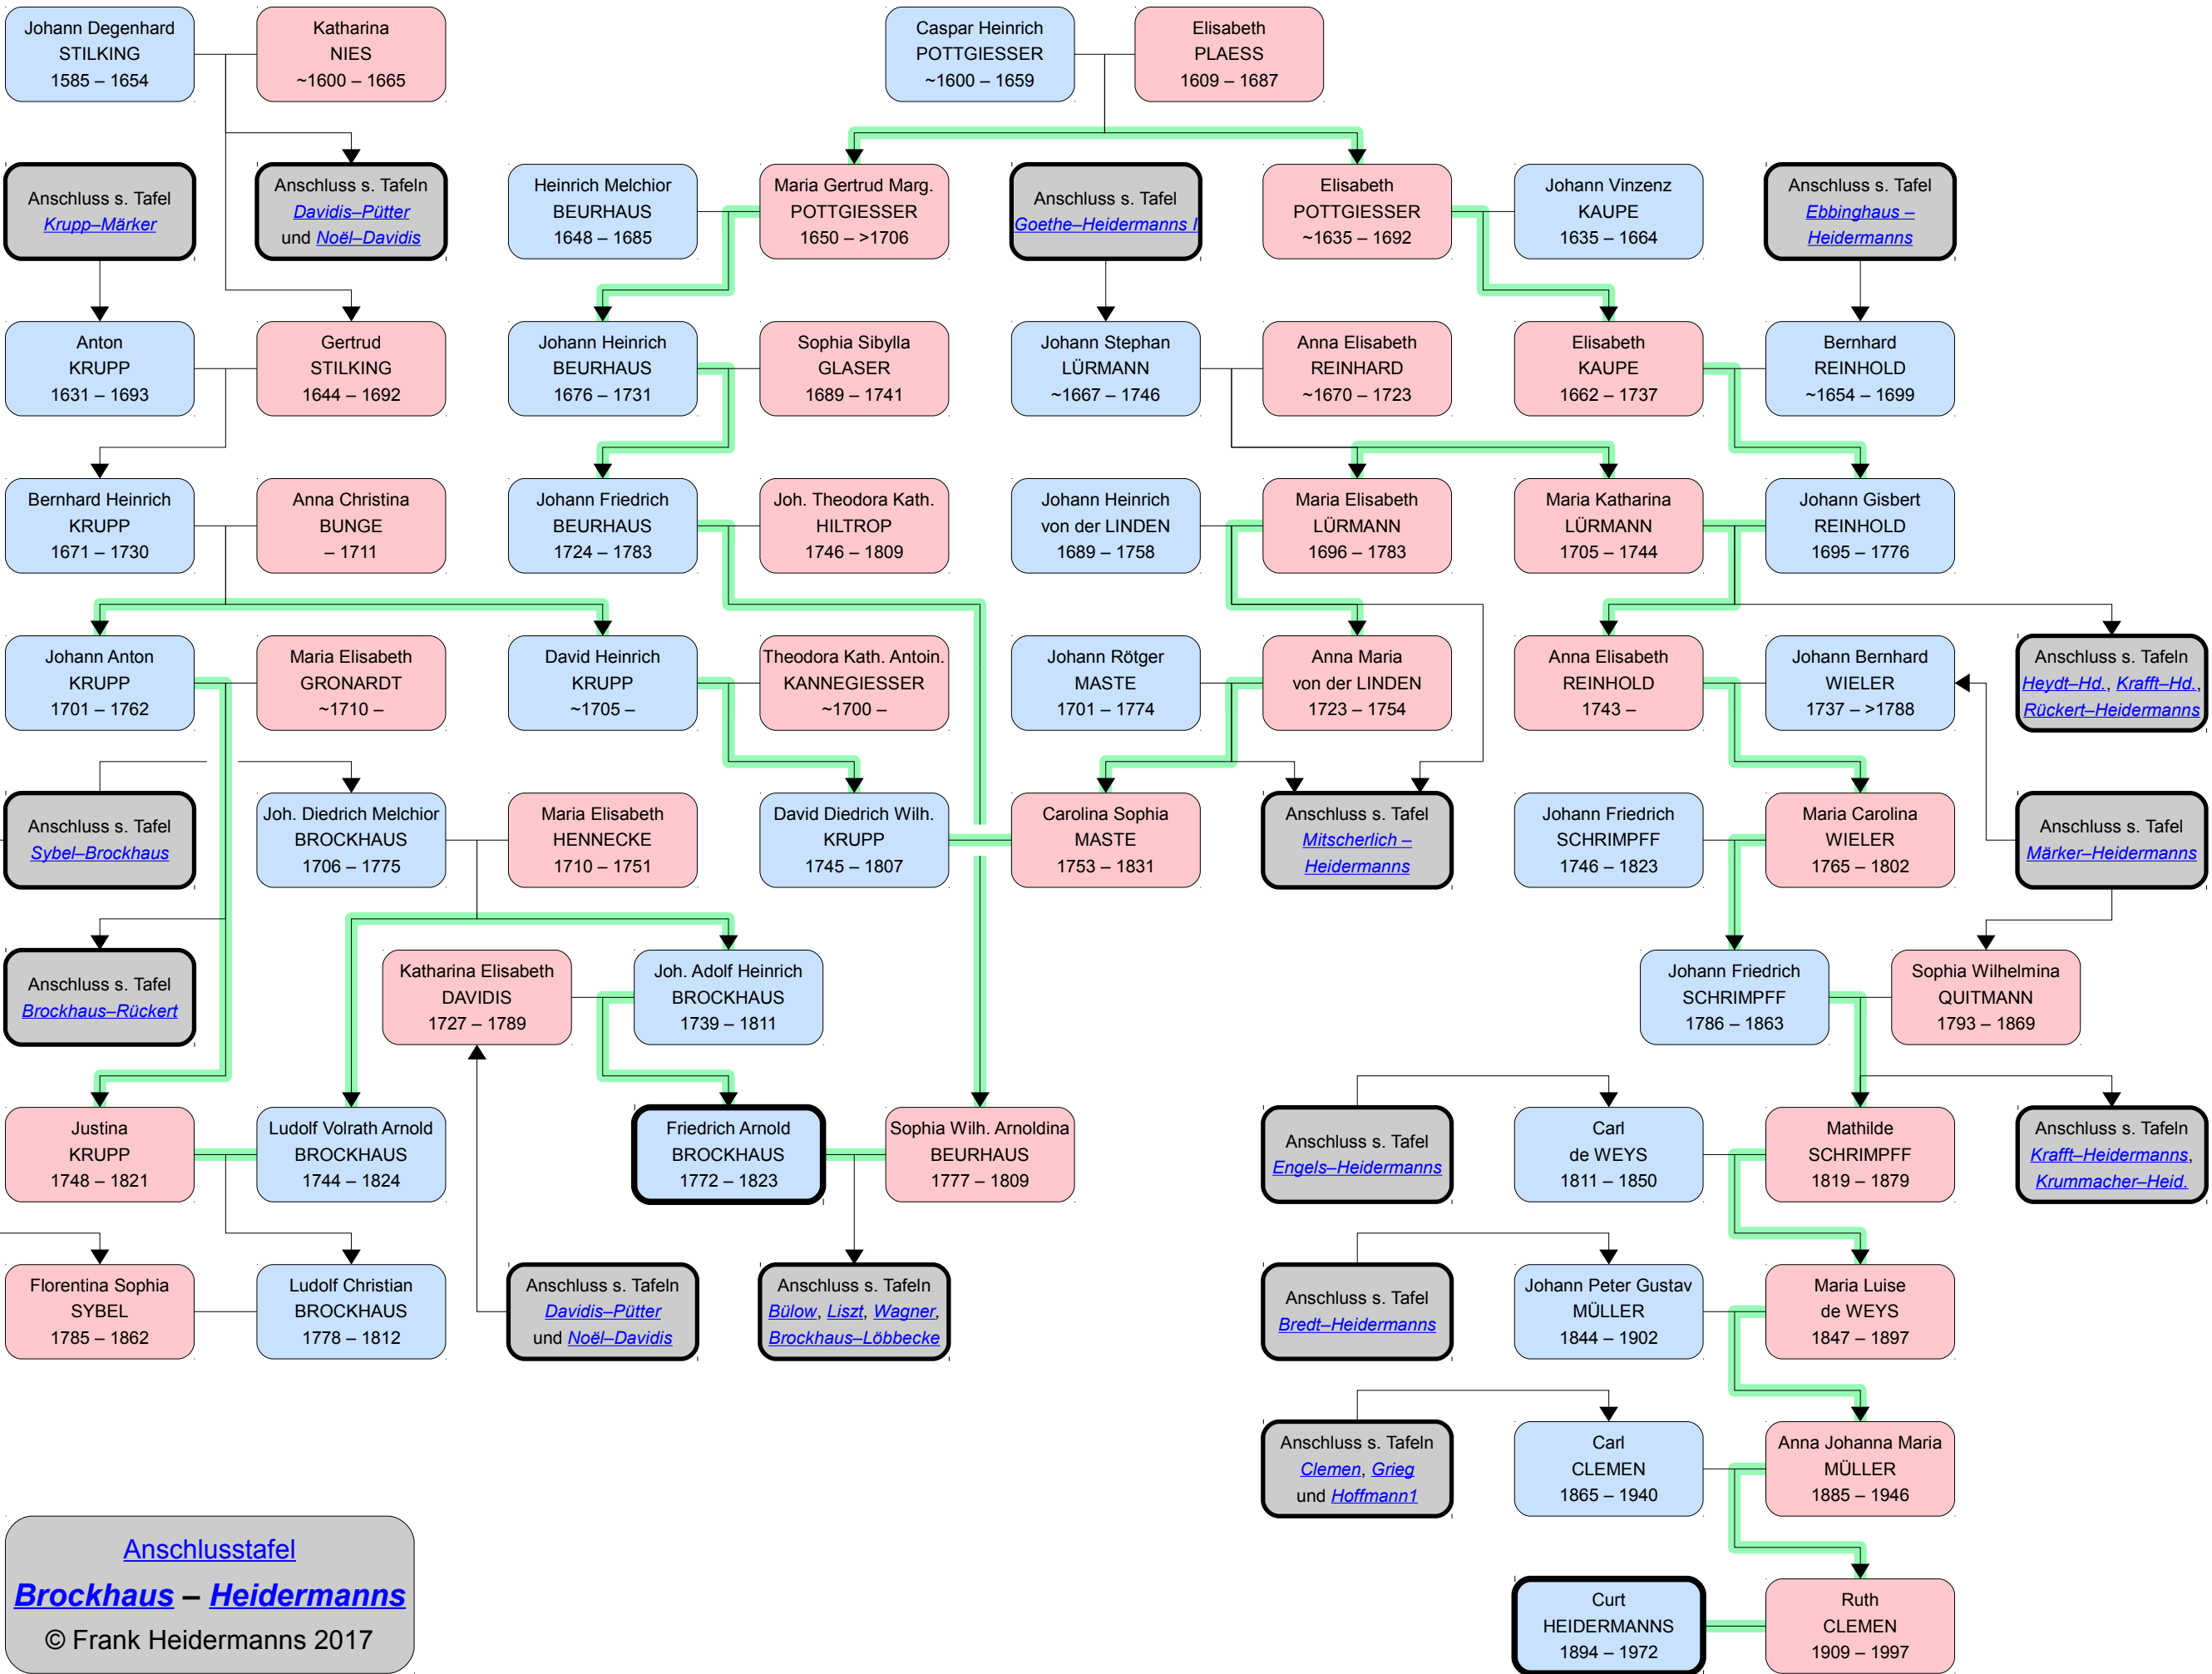 Johann Degenhard
STILKING
1585 – 1654
Katharina
NIES
~1600 – 1665
Caspar Heinrich
POTTGIESSER
~1600 – 1659
Elisabeth
PLAESS
1609 – 1687
Anschluss s. Tafel
Krupp–Märker
Anschluss s. Tafeln
Davidis–Pütter
und Noël–Davidis
Heinrich Melchior
BEURHAUS
1648 – 1685
Maria Gertrud Marg.
POTTGIESSER
1650 – >1706
Anschluss s. Tafel
Goethe–Heidermanns I
Elisabeth
POTTGIESSER
~1635 – 1692
Johann Vinzenz
KAUPE
1635 – 1664
Anschluss s. Tafel
Ebbinghaus –
Heidermanns
Anton
KRUPP
1631 – 1693
Gertrud
STILKING
1644 – 1692
Johann Heinrich
BEURHAUS
1676 – 1731
Sophia Sibylla
GLASER
1689 – 1741
Johann Stephan
LÜRMANN
~1667 – 1746
Anna Elisabeth
REINHARD
~1670 – 1723
Elisabeth
KAUPE
1662 – 1737
Bernhard
REINHOLD
~1654 – 1699
Bernhard Heinrich
KRUPP
1671 – 1730
Anna Christina
BUNGE
– 1711
Johann Friedrich
BEURHAUS
1724 – 1783
Joh. Theodora Kath.
HILTROP
1746 – 1809
Johann Heinrich
von der LINDEN
1689 – 1758
Maria Elisabeth
LÜRMANN
1696 – 1783
Maria Katharina
LÜRMANN
1705 – 1744
Johann Gisbert
REINHOLD
1695 – 1776
Johann Anton
KRUPP
1701 – 1762
Maria Elisabeth
GRONARDT
~1710 –
David Heinrich
KRUPP
~1705 –
Theodora Kath. Antoin.
KANNEGIESSER
~1700 –
Johann Rötger
MASTE
1701 – 1774
Anna Maria
von der LINDEN
1723 – 1754
Anna Elisabeth
REINHOLD
1743 –
Johann Bernhard
WIELER
1737 – >1788
Anschluss s. Tafeln
Heydt–Hd., Krafft–Hd.,
Rückert–Heidermanns
Anschluss s. Tafel
Sybel–Brockhaus
Joh. Diedrich Melchior
BROCKHAUS
1706 – 1775
Maria Elisabeth
HENNECKE
1710 – 1751
David Diedrich Wilh.
KRUPP
1745 – 1807
Carolina Sophia
MASTE
1753 – 1831
Anschluss s. Tafel
Mitscherlich –
Heidermanns
Johann Friedrich
SCHRIMPFF
1746 – 1823
Maria Carolina
WIELER
1765 – 1802
Anschluss s. Tafel
Märker–Heidermanns
Anschluss s. Tafel
Brockhaus–Rückert
Katharina Elisabeth
DAVIDIS
1727 – 1789
Joh. Adolf Heinrich
BROCKHAUS
1739 – 1811
Johann Friedrich
SCHRIMPFF
1786 – 1863
Sophia Wilhelmina
QUITMANN
1793 – 1869
Justina
KRUPP
1748 – 1821
Ludolf Volrath Arnold
BROCKHAUS
1744 – 1824
Friedrich Arnold
BROCKHAUS
1772 – 1823
Sophia Wilh. Arnoldina
BEURHAUS
1777 – 1809
Anschluss s. Tafel
Engels–Heidermanns
Carl
de WEYS
1811 – 1850
Mathilde
SCHRIMPFF
1819 – 1879
Anschluss s. Tafeln
Krafft–Heidermanns,
Krummacher–Heid.
Florentina Sophia
SYBEL
1785 – 1862
Ludolf Christian
BROCKHAUS
1778 – 1812
Anschluss s. Tafeln
Davidis–Pütter
und Noël–Davidis
Anschluss s. Tafeln
Bülow, Liszt, Wagner,
Brockhaus–Löbbecke
Anschluss s. Tafel
Bredt–Heidermanns
Johann Peter Gustav
MÜLLER
1844 – 1902
Maria Luise
de WEYS
1847 – 1897
Anschluss s. Tafeln
Clemen, Grieg
und Hoffmann1
Carl
CLEMEN
1865 – 1940
Anna Johanna Maria
MÜLLER
1885 – 1946
Anschlusstafel
Brockhaus – Heidermanns
© Frank Heidermanns 2017
Curt
HEIDERMANNS
1894 – 1972
Ruth
CLEMEN
1909 – 1997